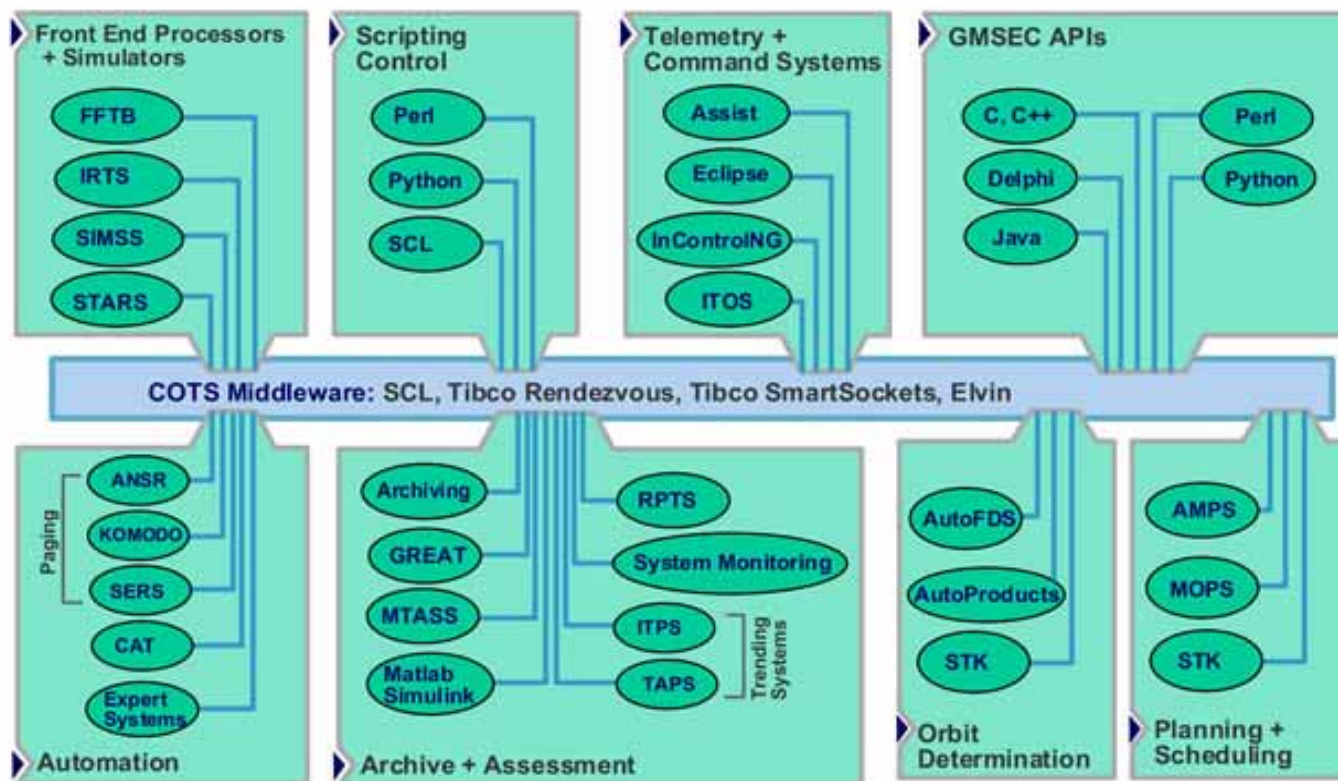 Front End Processors
+ Simulators
FFTB
IRTS
SIMSS
STARS
Scripting
Control
Perl
Python
SCL
Telemetry +
Command Systems
Assist
Eclipse
InControlNG
ITOS
GMSEC APIs
C, C++
Delphi
Java
Perl
Python
COTS Middleware: SCL, Tibco Rendezvous, Tibco SmartSockets, Elvin
Paging
ANSR
KOMODO
SERS
CAT
Expert
Systems
Automation
Archiving
GREAT
MTASS
Matlab
Simulink
RPTS
System Monitoring
ITPS
TAPS
Trending
Systems
Archive + Assessment
AutoFDS
AutoProducts
STK
Orbit
Determination
AMPS
MOPS
STK
Planning +
Scheduling